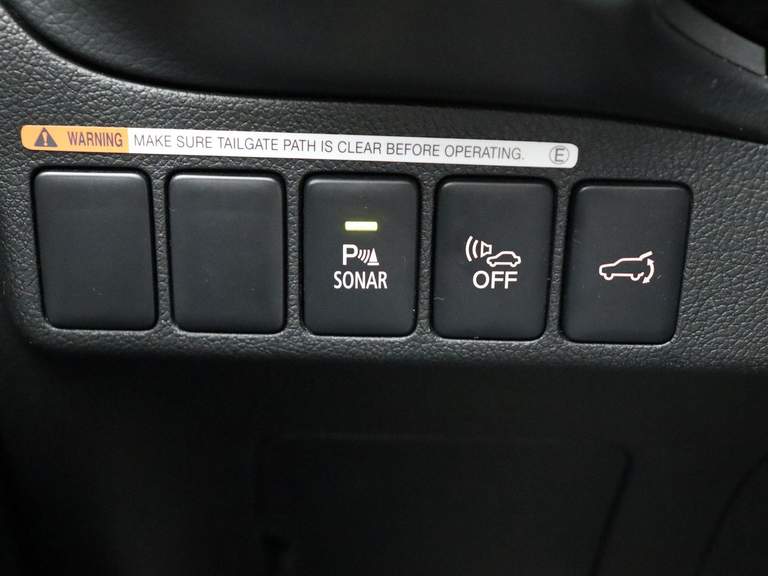 WARNING MAKE SURE TAILGATE PATH IS CLEAR BEFORE OPERATING. E
P
SONAR
OFF